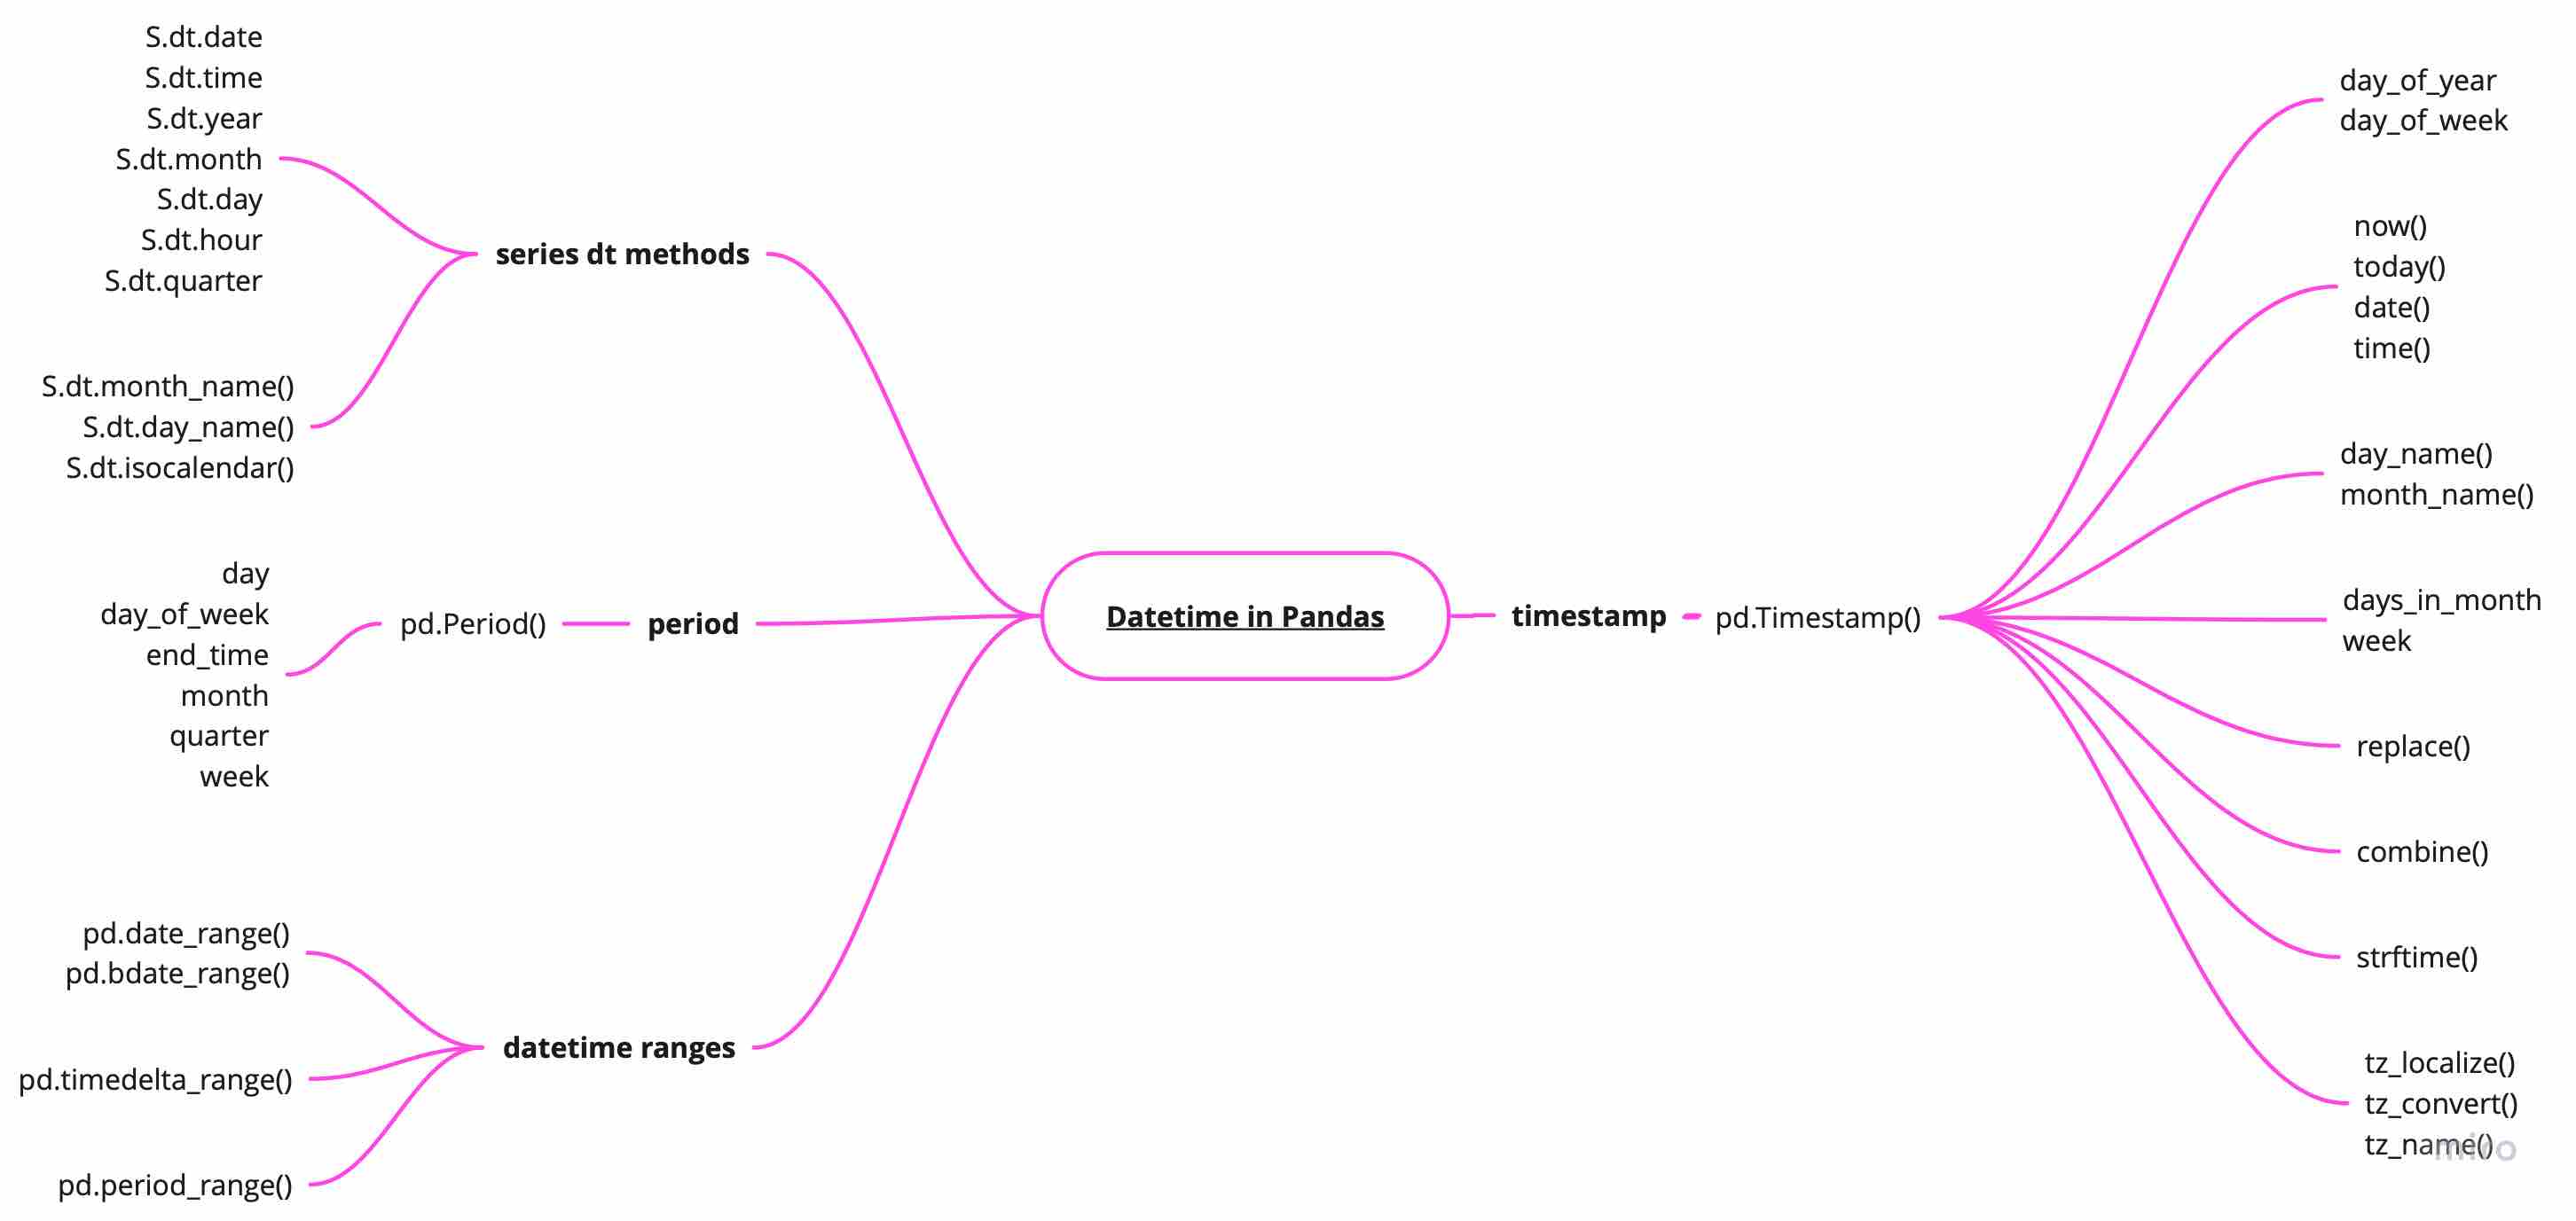 S.dt.date
S.dt.time
S.dt.year
S.dt.month
S.dt.day
S.dt.hour
S.dt.quarter
S.dt.month_name()
S.dt.day_name()
S.dt.isocalendar()
series dt methods
day
day_of_week
end_time
month
quarter
week
pd.Period()
period
pd.date_range()
pd.bdate_range()
pd.timedelta_range()
pd.period_range()
datetime ranges
Datetime in Pandas
timestamp
pd.Timestamp()
day_of_year
day_of_week
now()
today()
date()
time()
day_name()
month_name()
days_in_month
week
replace()
combine()
strftime()
tz_localize()
tz_convert()
tz_name()
miro